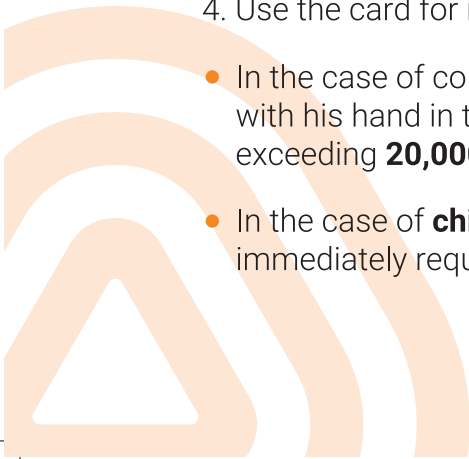 4. Use the card for
• In the case of co
with his hand in t
exceeding 20,000
• In the case of chi
immediately requ